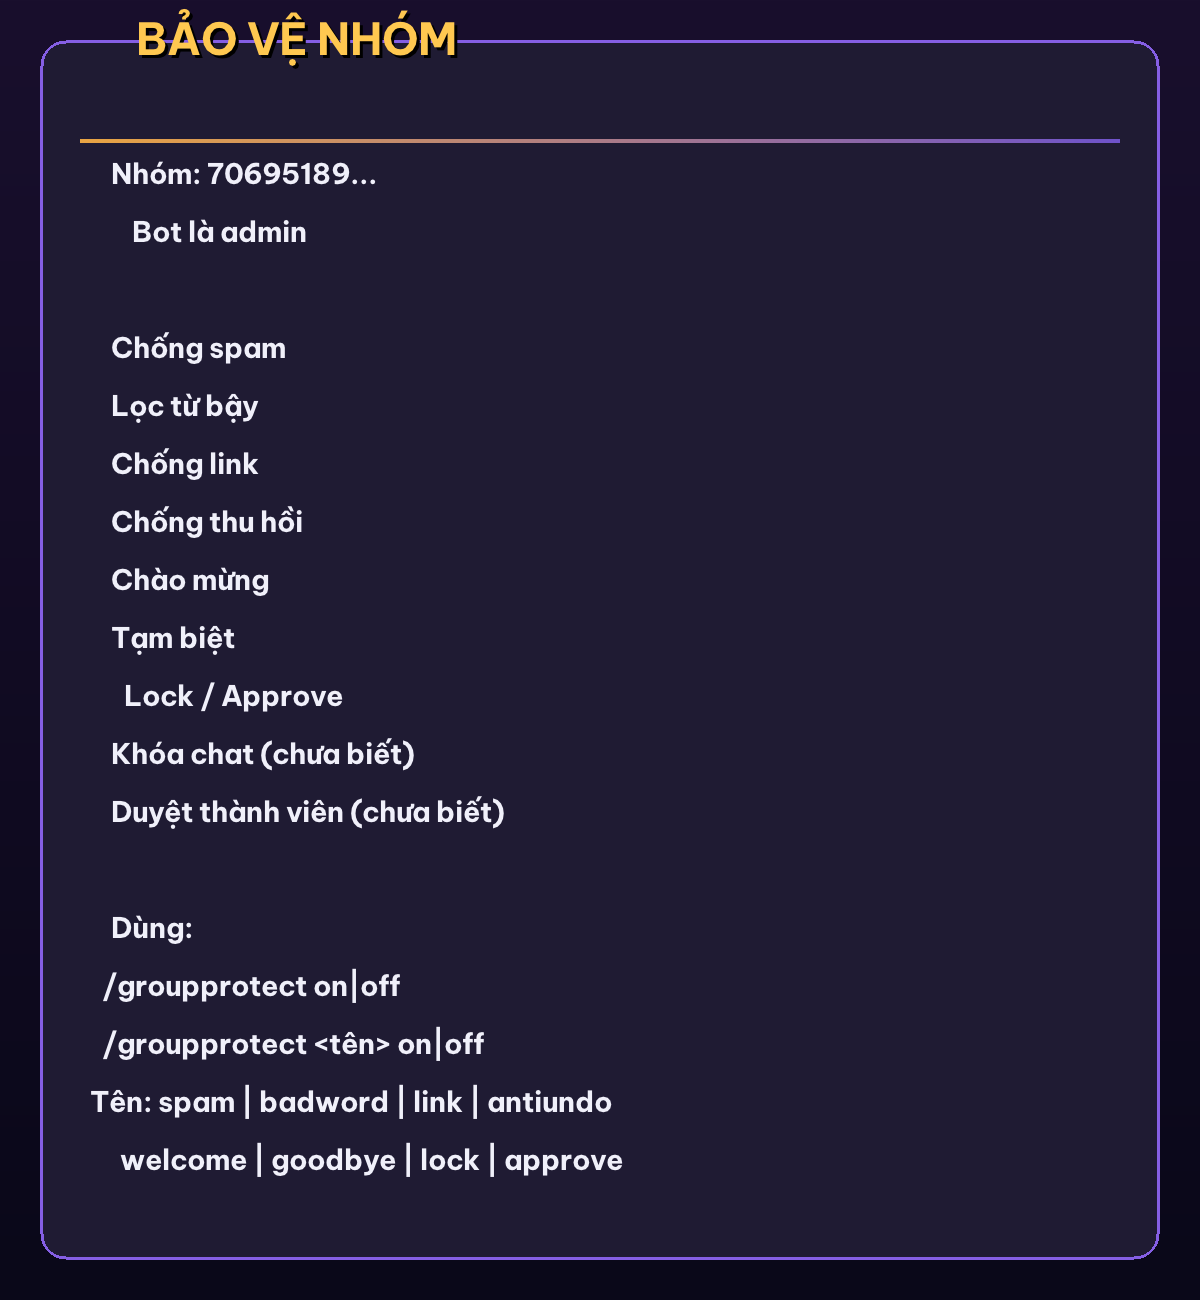 BẢO VỆ NHÓM
Nhóm: 70695189...
Bot là admin
Chống spam
Lọc từ bậy
Chống link
Chống thu hồi
Chào mừng
Tạm biệt
Lock / Approve
Khóa chat (chưa biết)
Duyệt thành viên (chưa biết)
Dùng:
/groupprotect on|off
/groupprotect <tên> on|off
Tên: spam | badword | link | antiundo
welcome | goodbye | lock | approve